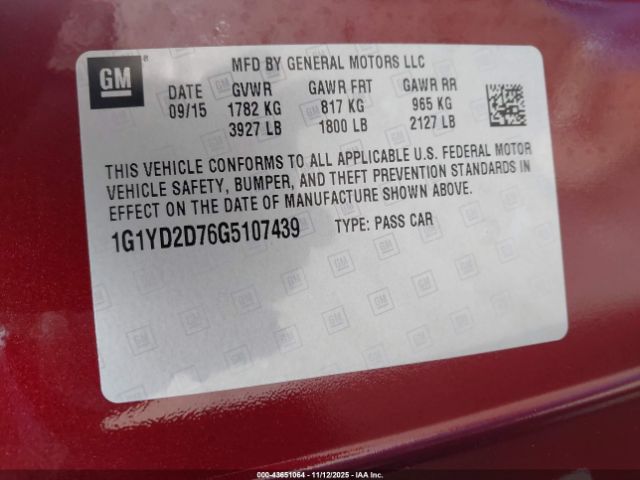 GM
®
MFD BY GENERAL MOTORS LLC
DATE GVWR GAWR FRT GAWR RR
09/15 1782 KG 817 KG 965 KG
3927 LB 1800 LB 2127 LB
THIS VEHICLE CONFORMS TO ALL APPLICABLE U.S. FEDERAL MOTOR
VEHICLE SAFETY, BUMPER, AND THEFT PREVENTION STANDARDS IN
EFFECT ON THE DATE OF MANUFACTURE SHOWN ABOVE.
1G1YD2D76G5107439 TYPE: PASS CAR
000-43651064 - 11/12/2025 - IAAI.COM